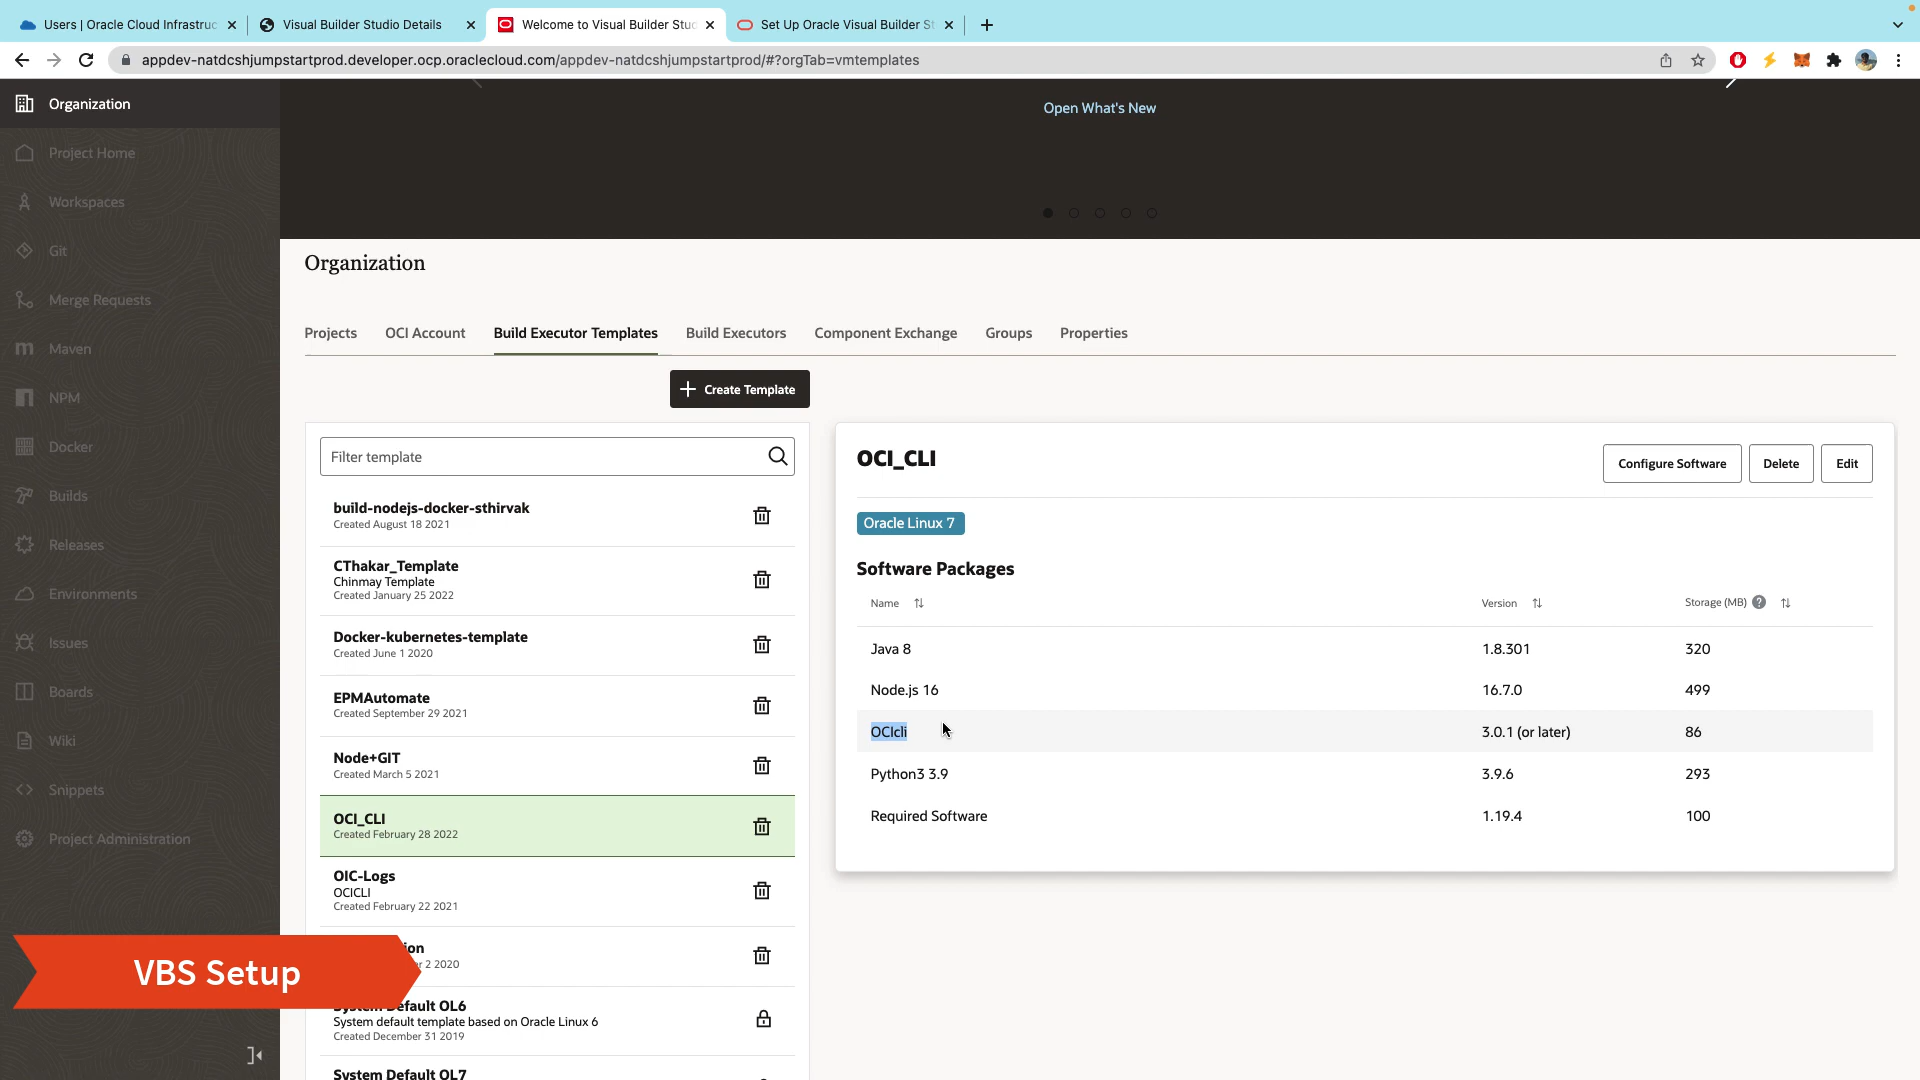 Users | Oracle Cloud Infrastruc
Visual Builder Studio Details
Welcome to Visual Builder Stud
Set Up Oracle Visual Builder St
appdev-natdcshjumpstartprod.developer.ocp.oraclecloud.com/appdev-natdcshjumpstartprod/#?orgTab=vmtemplates
Organization
Project Home
Workspaces
Git
Merge Requests
Maven
NPM
Docker
Builds
Releases
Environments
Issues
Boards
Wiki
Snippets
Project Administration
Open What's New
Organization
Projects
OCI Account
Build Executor Templates
Build Executors
Component Exchange
Groups
Properties
Create Template
Filter template
build-nodejs-docker-sthirvak
Created August 18 2021
CThakar_Template
Chinmay Template
Created January 25 2022
Docker-kubernetes-template
Created June 1 2020
EPMAutomate
Created September 29 2021
Node+GIT
Created March 5 2021
OCI_CLI
Created February 28 2022
OIC-Logs
OCICLI
Created February 22 2021
ion
r 2 2020
System Default OL6
System default template based on Oracle Linux 6
Created December 31 2019
System Default OL7
OCI_CLI
Configure Software
Delete
Edit
Oracle Linux 7
Software Packages
Name Version Storage (MB) ?
Java 8 1.8.301 320
Node.js 16 16.7.0 499
OCIcli 3.0.1 (or later) 86
Python3 3.9 3.9.6 293
Required Software 1.19.4 100
VBS Setup